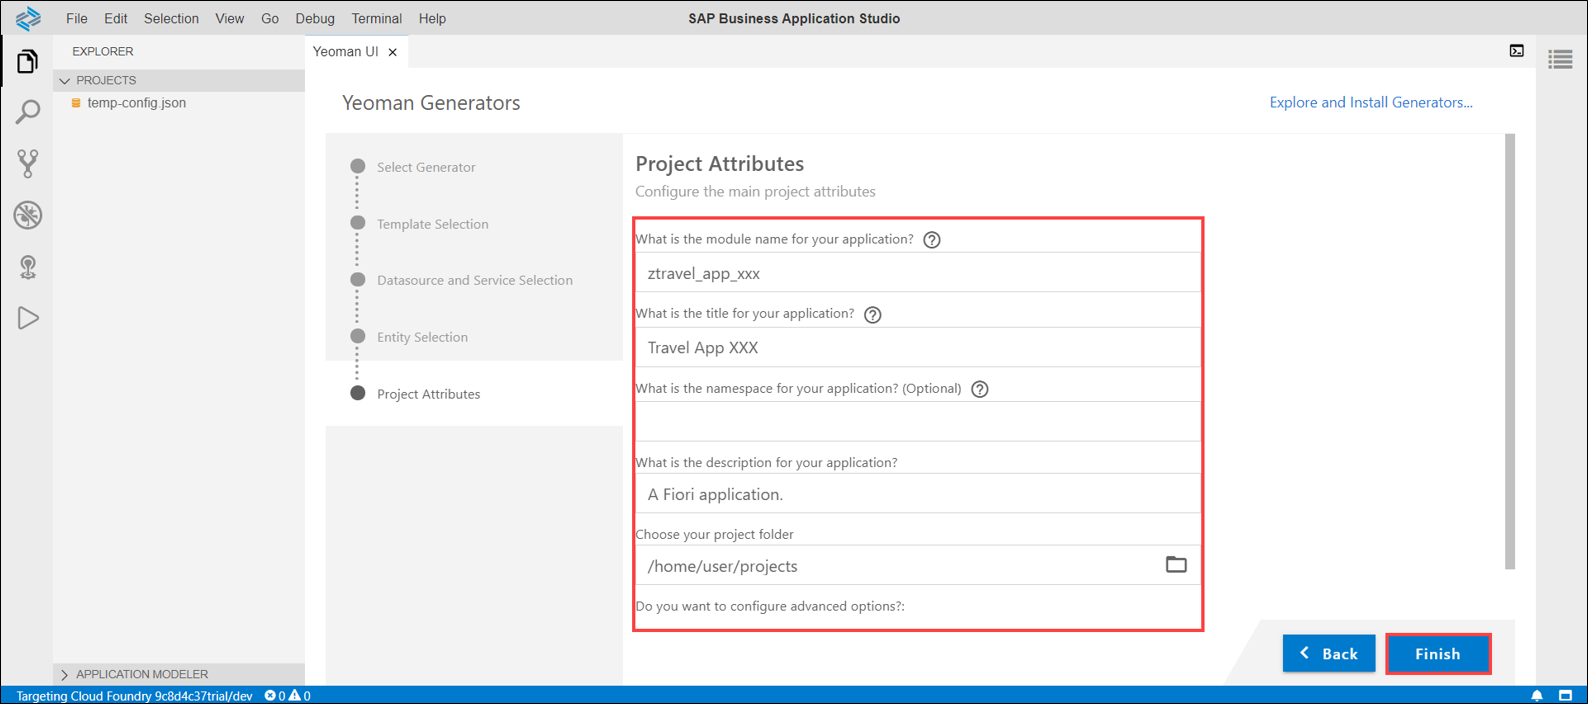 File Edit Selection View Go Debug Terminal Help
SAP Business Application Studio
EXPLORER
PROJECTS
temp-config.json
Yeoman UI ×
Yeoman Generators
Explore and Install Generators...
Select Generator
Template Selection
Datasource and Service Selection
Entity Selection
Project Attributes
Project Attributes
Configure the main project attributes
What is the module name for your application? ?
ztravel_app_xxx
What is the title for your application? ?
Travel App XXX
What is the namespace for your application? (Optional) ?
What is the description for your application?
A Fiori application.
Choose your project folder
/home/user/projects
Do you want to configure advanced options?:
Back
Finish
APPLICATION MODELER
Targeting Cloud Foundry 9c8d4c37trial/dev 0 0